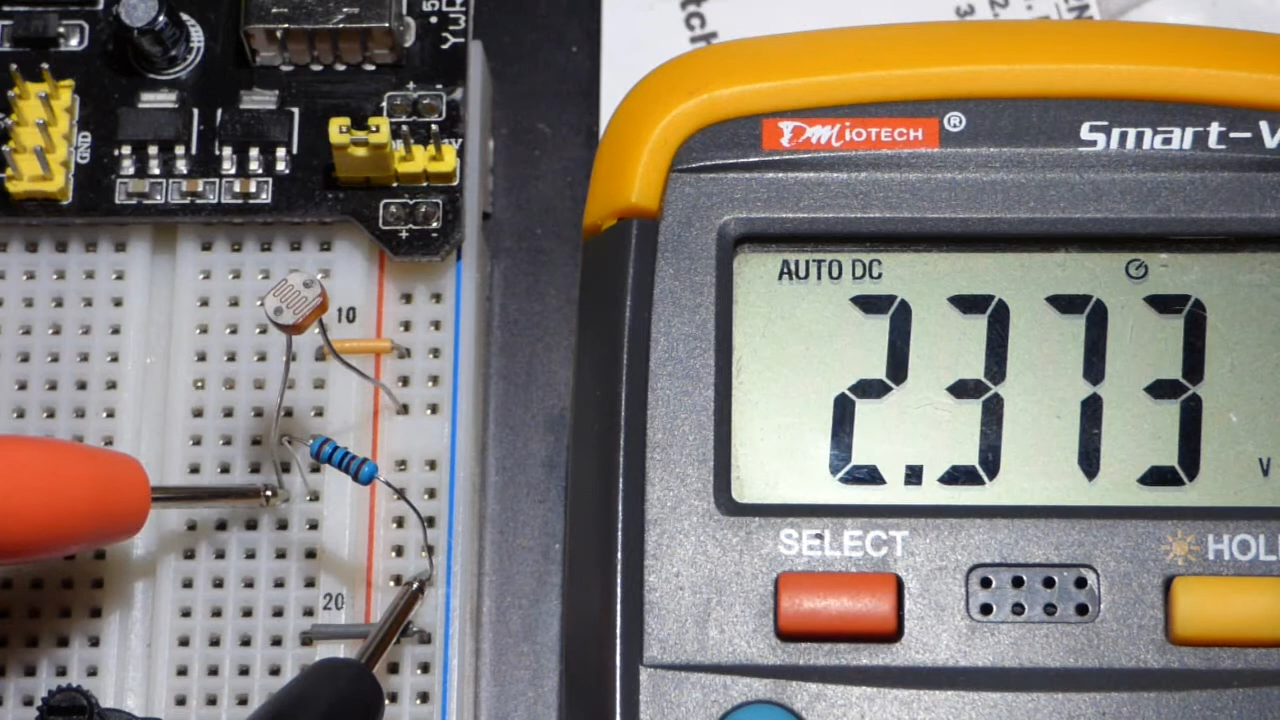 GND
10
20
DMiOTECH®
Smart-V
AUTO DC
2.373
V
SELECT
HOL